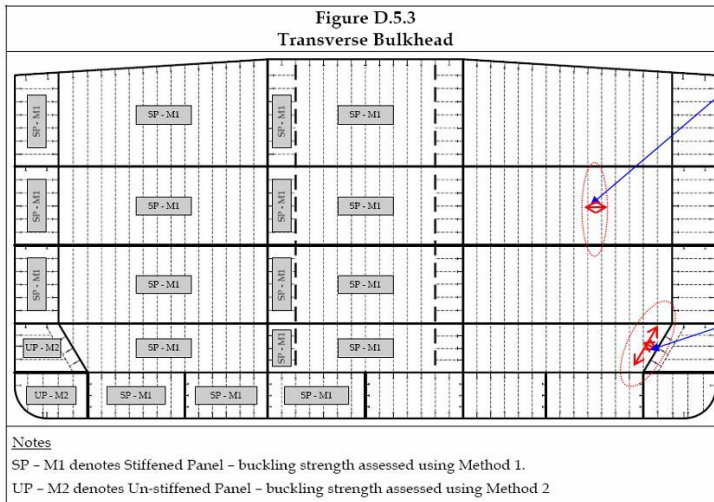 Figure D.5.3
Transverse Bulkhead
SP - M1
SP - M1
SP - M1
SP - M1
SP - M1
SP - M1
SP - M1
SP - M1
SP - M1
SP - M1
SP - M1
SP - M1
UP - M2
SP - M1
SP - M1
SP - M1
UP - M2
SP - M1
SP - M1
SP - M1
Notes
SP – M1 denotes Stiffened Panel – buckling strength assessed using Method 1.
UP – M2 denotes Un-stiffened Panel – buckling strength assessed using Method 2